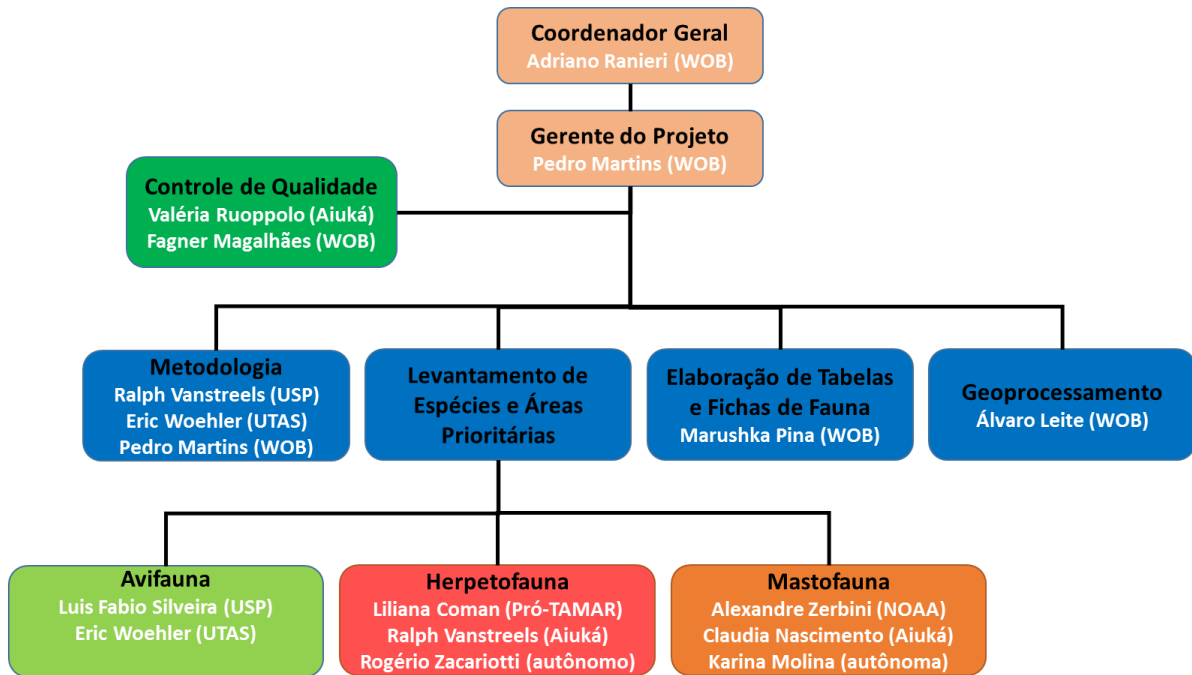 Coordenador Geral
Adriano Ranieri (WOB)
Gerente do Projeto
Pedro Martins (WOB)
Controle de Qualidade
Valéria Ruoppolo (Aiuká)
Fagner Magalhães (WOB)
Metodologia
Ralph Vanstreels (USP)
Eric Woehler (UTAS)
Pedro Martins (WOB)
Levantamento de
Espécies e Áreas
Prioritárias
Elaboração de Tabelas
e Fichas de Fauna
Marushka Pina (WOB)
Geoprocessamento
Álvaro Leite (WOB)
Avifauna
Luis Fabio Silveira (USP)
Eric Woehler (UTAS)
Herpetofauna
Liliana Coman (Pró-TAMAR)
Ralph Vanstreels (Aiuká)
Rogério Zacariotti (autônomo)
Mastofauna
Alexandre Zerbini (NOAA)
Claudia Nascimento (Aiuká)
Karina Molina (autônoma)